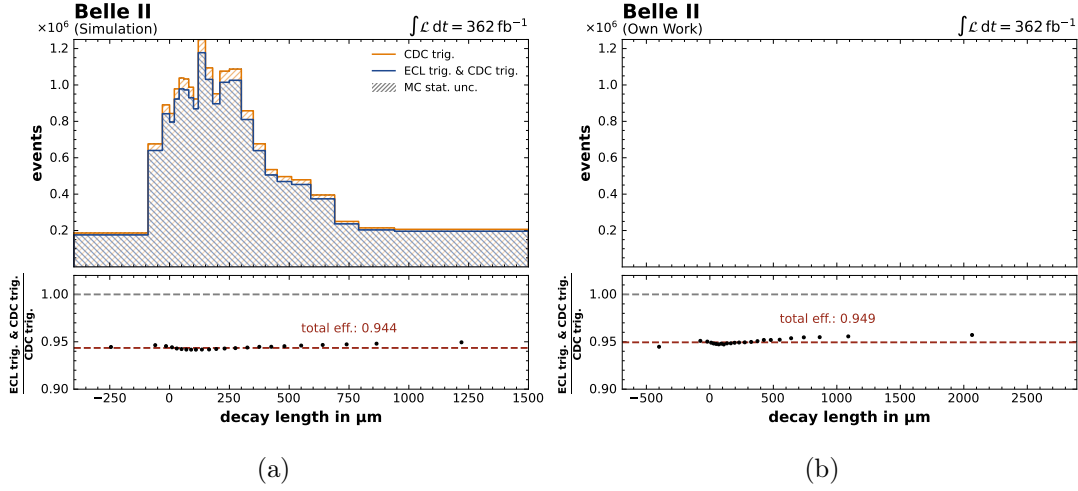 Belle II
(Simulation)
∫ℒ dt = 362 fb⁻¹
×10⁶
1.2
1.0
0.8
0.6
0.4
0.2
events
CDC trig.
ECL trig. & CDC trig.
MC stat. unc.
1.00
0.95
0.90
ECL trig. & CDC trig.
CDC trig.
total eff.: 0.944
−250 0 250 500 750 1000 1250 1500
decay length in µm
(a)
Belle II
(Own Work)
∫ℒ dt = 362 fb⁻¹
×10⁶
1.2
1.0
0.8
0.6
0.4
0.2
events
1.00
0.95
0.90
ECL trig. & CDC trig.
CDC trig.
total eff.: 0.949
−500 0 500 1000 1500 2000 2500
decay length in µm
(b)